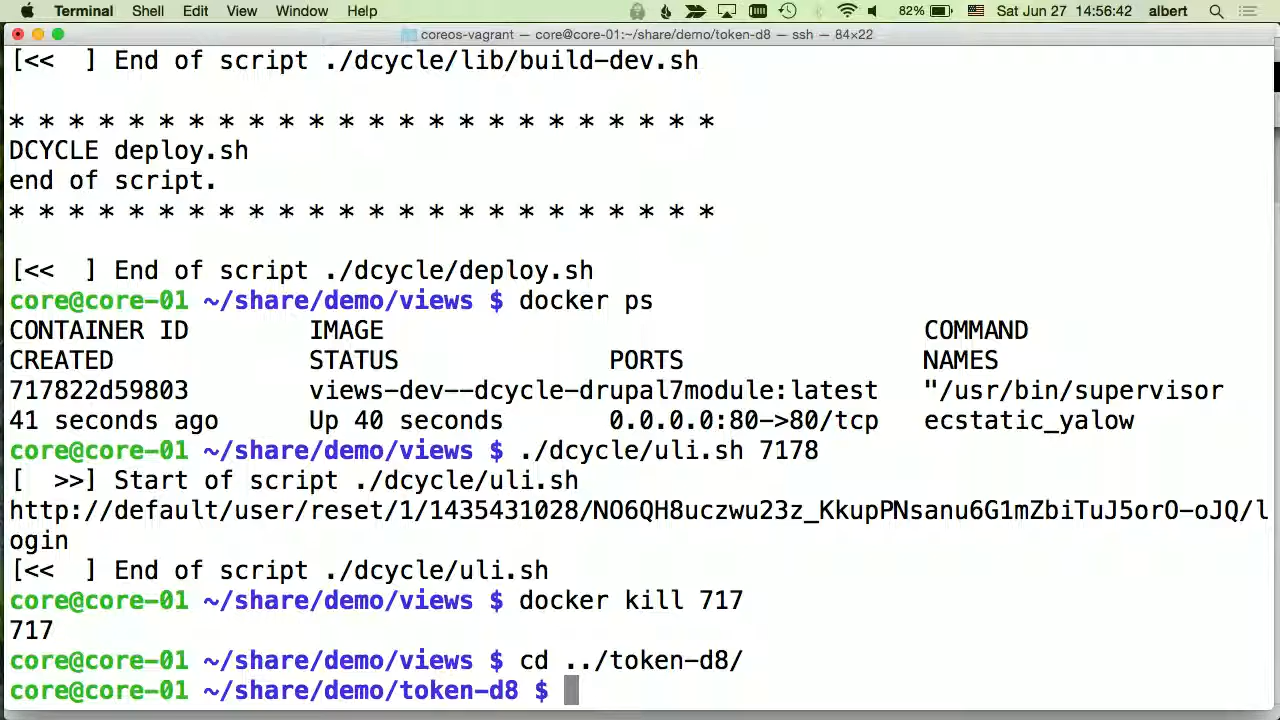 Terminal Shell Edit View Window Help 82% Sat Jun 27 14:56:42 albert
coreos-vagrant — core@core-01:~/share/demo/token-d8 — ssh — 84×22
[<<  ] End of script ./dcycle/lib/build-dev.sh
* * * * * * * * * * * * * * * * * * * * * * * *
DCYCLE deploy.sh
end of script.
* * * * * * * * * * * * * * * * * * * * * * * *
[<<  ] End of script ./dcycle/deploy.sh
core@core-01 ~/share/demo/views $ docker ps
CONTAINER ID        IMAGE                                    COMMAND
CREATED             STATUS              PORTS                NAMES
717822d59803        views-dev--dcycle-drupal7module:latest   "/usr/bin/supervisor
41 seconds ago      Up 40 seconds       0.0.0.0:80->80/tcp   ecstatic_yalow
core@core-01 ~/share/demo/views $ ./dcycle/uli.sh 7178
[  >>] Start of script ./dcycle/uli.sh
http://default/user/reset/1/1435431028/NO6QH8uczwu23z_KkupPNsanu6G1mZbiTuJ5orO-oJQ/l
ogin
[<<  ] End of script ./dcycle/uli.sh
core@core-01 ~/share/demo/views $ docker kill 717
717
core@core-01 ~/share/demo/views $ cd ../token-d8/
core@core-01 ~/share/demo/token-d8 $